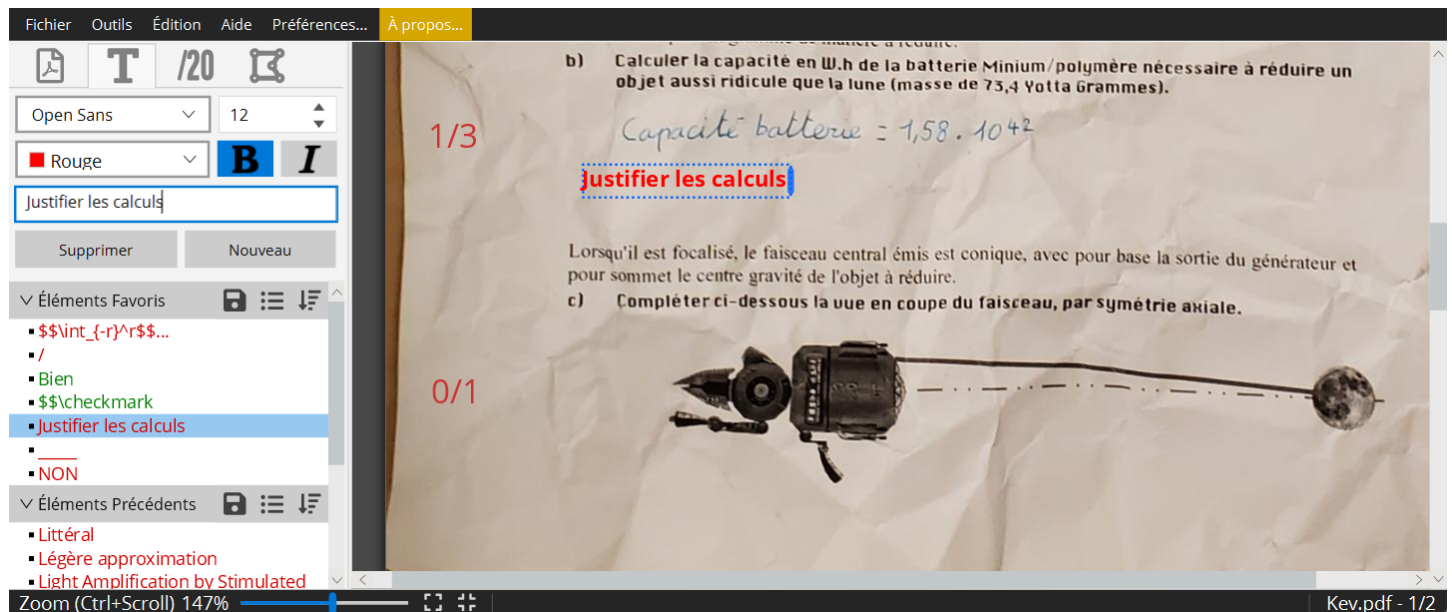 Fichier Outils Édition Aide Préférences... À propos...
T /20
Open Sans 12
Rouge B I
Justifier les calculs
Supprimer Nouveau
Éléments Favoris
$$\int_{-r}^r$$...
/
Bien
$$\checkmark
Justifier les calculs
_____
NON
Éléments Précédents
Littéral
Légère approximation
Light Amplification by Stimulated
Zoom (Ctrl+Scroll) 147%
b) Calculer la capacité en W.h de la batterie Minium/polymère nécessaire à réduire un
objet aussi ridicule que la lune (masse de 73,4 Yotta Grammes).
1/3
Capacité batterie = 1,58 . 10^42
Justifier les calculs
Lorsqu'il est focalisé, le faisceau central émis est conique, avec pour base la sortie du générateur et
pour sommet le centre gravité de l'objet à réduire.
c) Compléter ci-dessous la vue en coupe du faisceau, par symétrie axiale.
0/1
Kev.pdf - 1/2